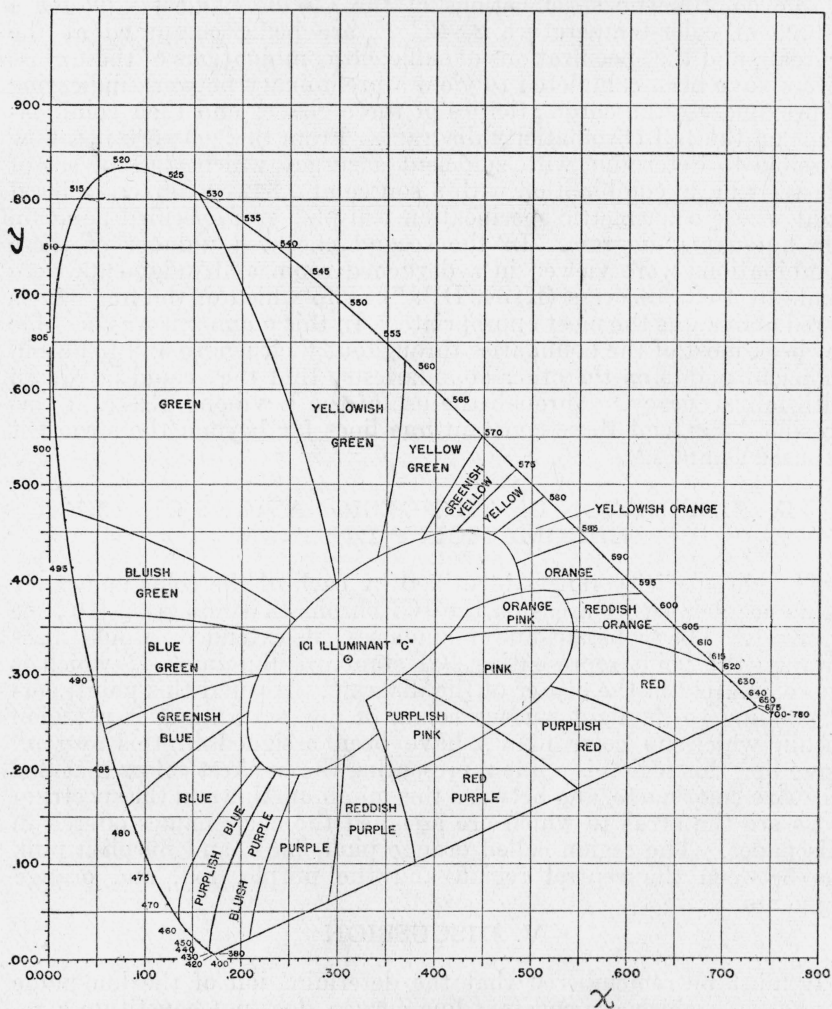 .900
520
525
515
530
.800
535
y
510
540
545
.700
550
505
555
560
.600
GREEN
YELLOWISH
GREEN
565
YELLOW
GREEN
570
500
GREENISH
YELLOW
575
.500
YELLOW
580
YELLOWISH ORANGE
585
495
BLUISH
GREEN
590
.400
ORANGE
595
ORANGE
PINK
REDDISH
ORANGE
600
605
BLUE
GREEN
ICI ILLUMINANT "C"
610
615
.300
490
PINK
620
RED
630
640
650
675
700-780
GREENISH
BLUE
PURPLISH
PINK
PURPLISH
RED
485
.200
BLUE
RED
PURPLE
480
PURPLISH BLUE
BLUISH PURPLE
REDDISH
PURPLE
PURPLE
.100
475
470
460
450
440
430
420
400
380
.000
0.000
.100
.200
.300
.400
.500
.600
.700
.800
x